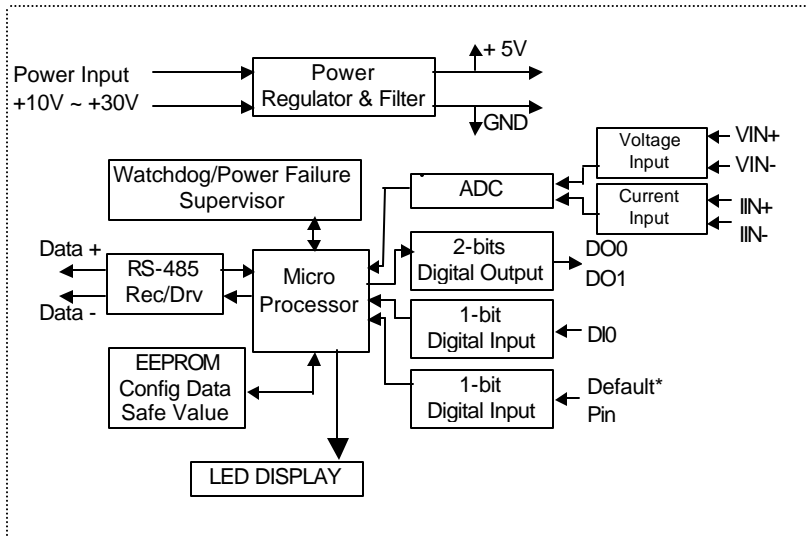 Power Input
+10V ~ +30V
Power
Regulator & Filter
+ 5V
GND
Voltage
Input
VIN+
VIN-
Current
Input
IIN+
IIN-
ADC
Watchdog/Power Failure
Supervisor
Data +
Data -
RS-485
Rec/Drv
Micro
Processor
2-bits
Digital Output
DO0
DO1
1-bit
Digital Input
DI0
EEPROM
Config Data
Safe Value
1-bit
Digital Input
Default*
Pin
LED DISPLAY